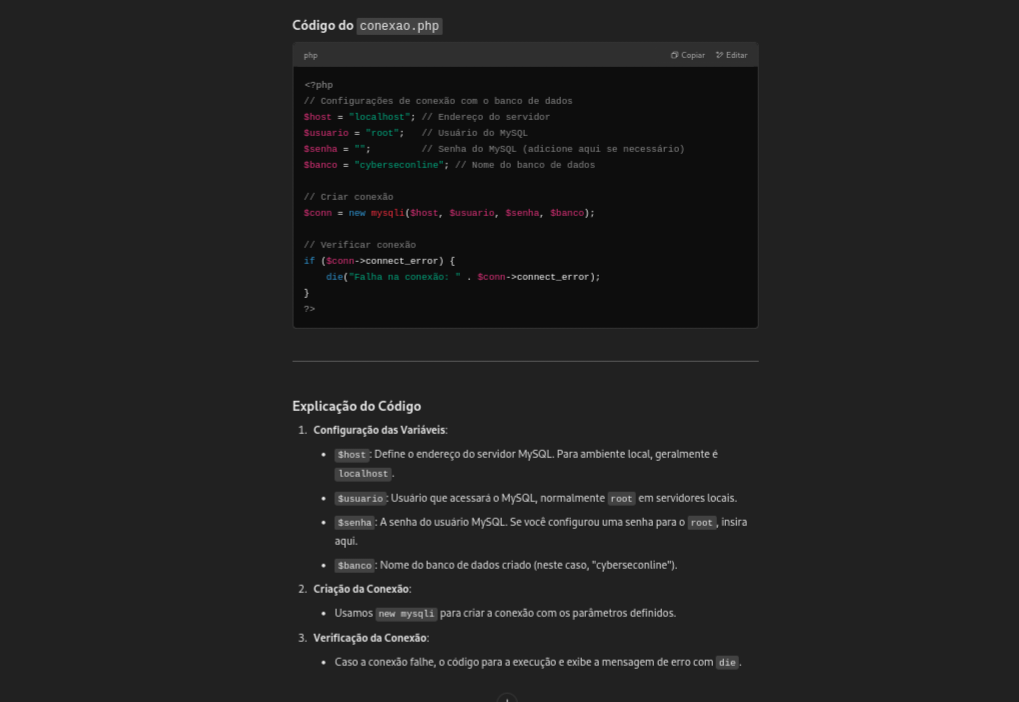 Código do conexao.php
php
Copiar Editar
<?php
// Configurações de conexão com o banco de dados
$host = "localhost"; // Endereço do servidor
$usuario = "root";   // Usuário do MySQL
$senha = "";         // Senha do MySQL (adicione aqui se necessário)
$banco = "cyberseconline"; // Nome do banco de dados
// Criar conexão
$conn = new mysqli($host, $usuario, $senha, $banco);
// Verificar conexão
if ($conn->connect_error) {
    die("Falha na conexão: " . $conn->connect_error);
}
?>
Explicação do Código
1. Configuração das Variáveis:
• $host: Define o endereço do servidor MySQL. Para ambiente local, geralmente é
localhost.
• $usuario: Usuário que acessará o MySQL, normalmente root em servidores locais.
• $senha: A senha do usuário MySQL. Se você configurou uma senha para o root, insira
aqui.
• $banco: Nome do banco de dados criado (neste caso, "cyberseconline").
2. Criação da Conexão:
• Usamos new mysqli para criar a conexão com os parâmetros definidos.
3. Verificação da Conexão:
• Caso a conexão falhe, o código para a execução e exibe a mensagem de erro com die.